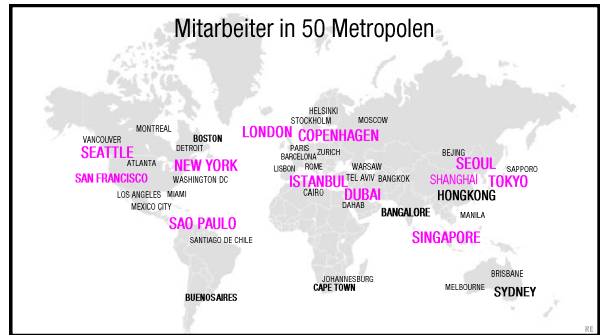 Mitarbeiter in 50 Metropolen
HELSINKI
STOCKHOLM
MOSCOW
MONTREAL
LONDON
COPENHAGEN
VANCOUVER
BOSTON
DETROIT
PARIS
ZURICH
SEATTLE
BARCELONA
BEJING
ATLANTA
NEW YORK
LISBON
ROME
WARSAW
SEOUL
SAPPORO
SAN FRANCISCO
WASHINGTON DC
ISTANBUL
TEL AVIV
BANGKOK
SHANGHAI
TOKYO
LOS ANGELES
MIAMI
CAIRO
DUBAI
HONGKONG
MEXICO CITY
DAHAB
BANGALORE
MANILA
SAO PAULO
SANTIAGO DE CHILE
SINGAPORE
JOHANNESBURG
BRISBANE
CAPE TOWN
MELBOURNE
SYDNEY
BUENOSAIRES